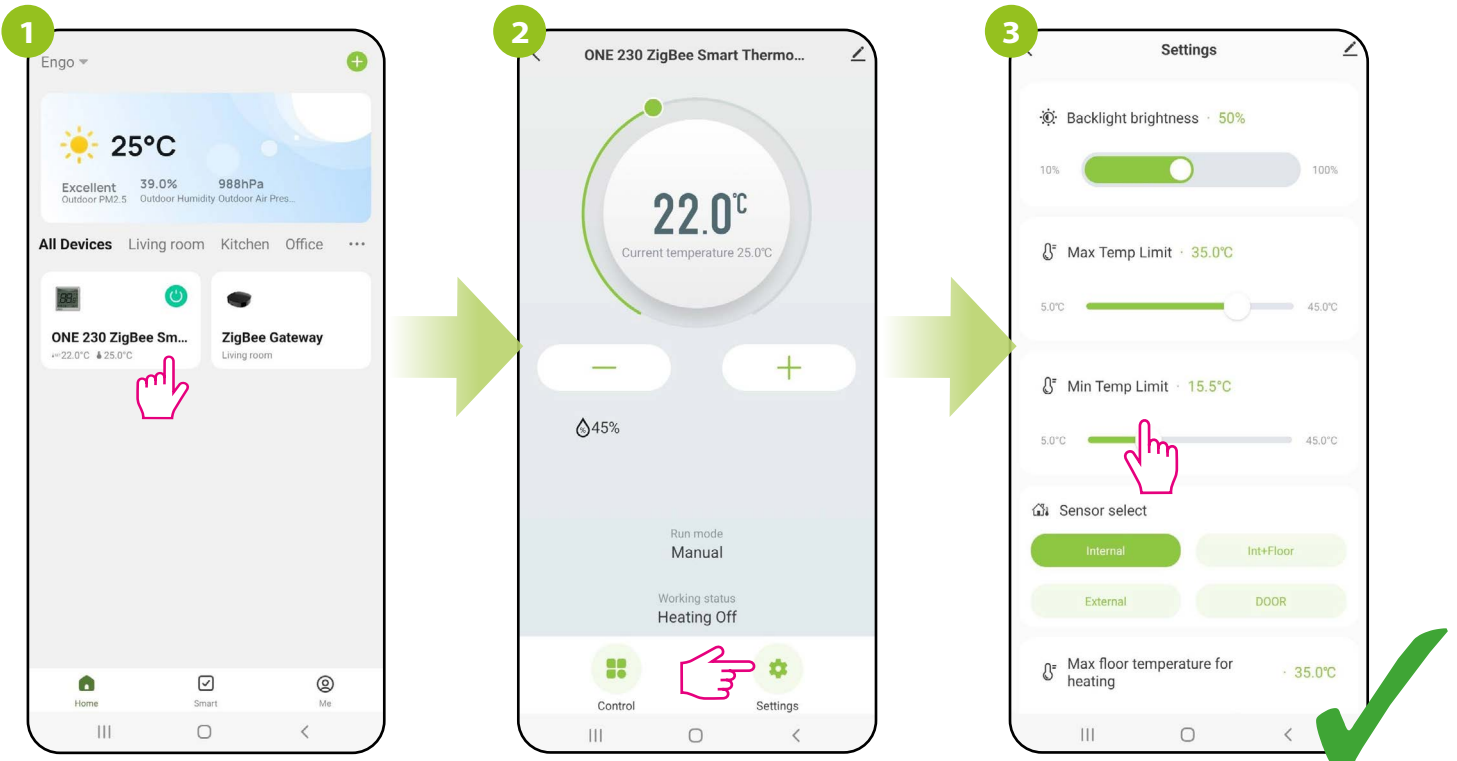 1
Engo
25°C
Excellent
Outdoor PM2.5
39.0%
Outdoor Humidity
988hPa
Outdoor Air Pres...
All Devices Living room Kitchen Office ...
88
ONE 230 ZigBee Sm...
22.0°C 25.0°C
ZigBee Gateway
Living room
Home Smart Me
2
ONE 230 ZigBee Smart Thermo...
22.0°C
Current temperature 25.0°C
− +
% 45%
Run mode
Manual
Working status
Heating Off
Control Settings
3
Settings
Backlight brightness · 50%
10% 100%
Max Temp Limit · 35.0°C
5.0°C 45.0°C
Min Temp Limit · 15.5°C
5.0°C 45.0°C
Sensor select
Internal Int+Floor
External DOOR
Max floor temperature for
heating · 35.0°C